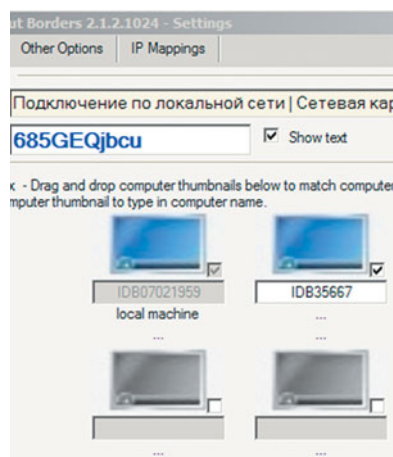 ut Borders 2.1.2.1024 - Settings
Other Options IP Mappings
Подключение по локальной сети | Сетевая кар
685GEQjbcu Show text
x - Drag and drop computer thumbnails below to match computer
mputer thumbnail to type in computer name.
IDB07021959 IDB35667
local machine ...
... ...
... ...